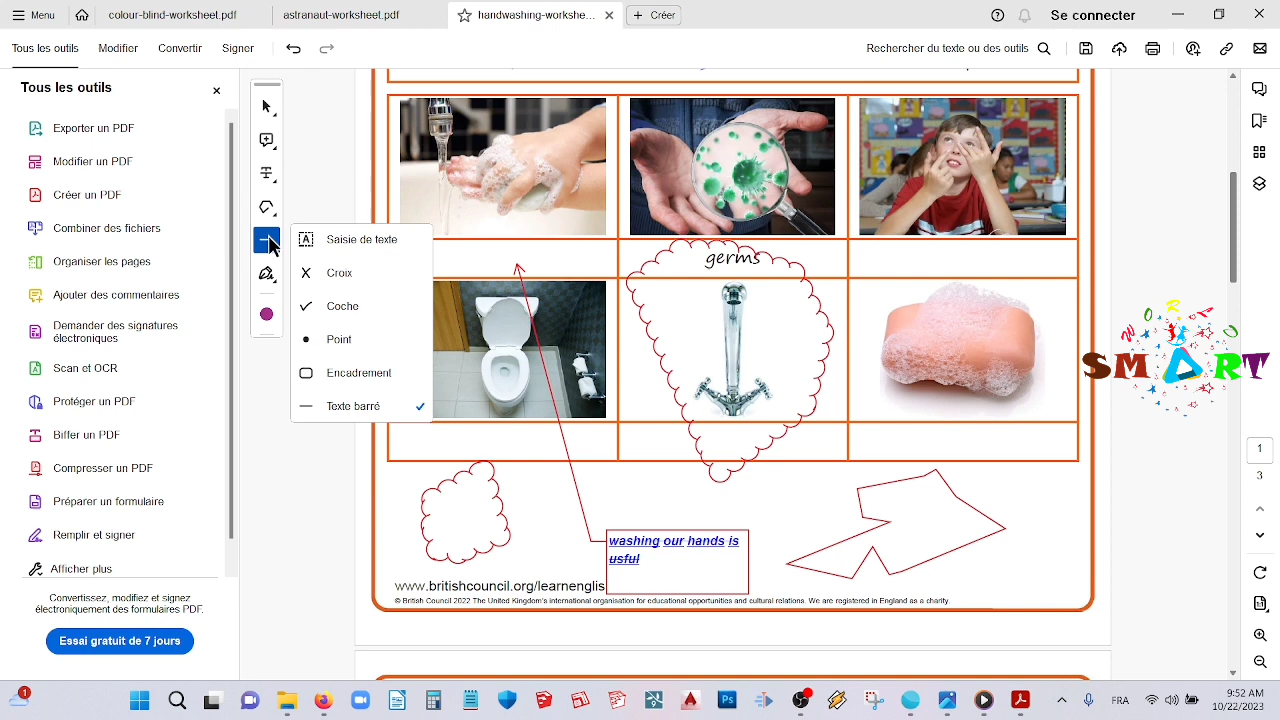 Menu
colour-blind-worksheet.pdf
astranaut-worksheet.pdf
handwashing-workshe...
Créer
Se connecter
Tous les outils
Modifier
Convertir
Signer
Rechercher du texte ou des outils
Tous les outils
Exporter un PDF
Modifier un PDF
Créer un PDF
Combiner des fichiers
Organiser les pages
Ajouter des commentaires
Demander des signatures
électroniques
Scan et OCR
Protéger un PDF
Biffer un PDF
Compresser un PDF
Préparer un formulaire
Remplir et signer
Afficher plus
Convertissez, modifiez et signez
électroniquement des formulaires PDF.
Essai gratuit de 7 jours
Saisie de texte
Croix
Coche
Point
Encadrement
Texte barré
germs
washing our hands is
usful
www.britishcouncil.org/learnenglis
© British Council 2022 The United Kingdom's international organisation for educational opportunities and cultural relations. We are registered in England as a charity.
SMART
1
3
1
FRA.
9:52 AM
10/22/2023